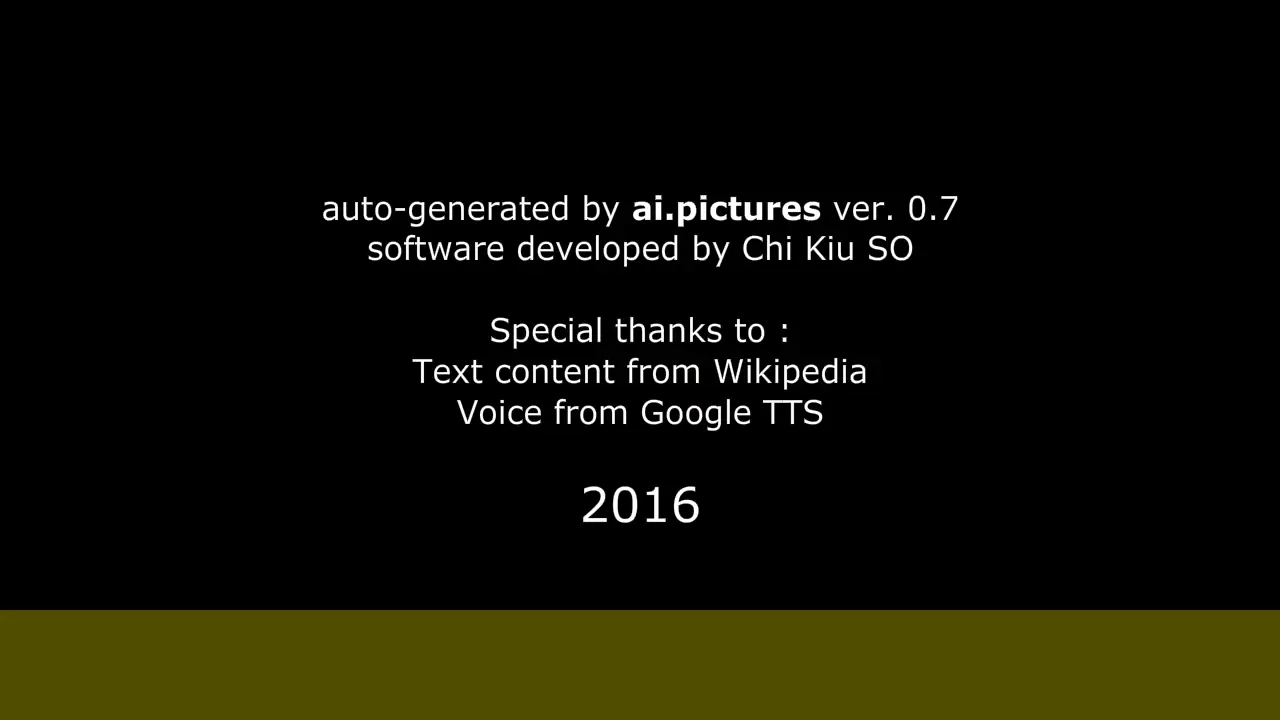 auto-generated by ai.pictures ver. 0.7
software developed by Chi Kiu SO
Special thanks to :
Text content from Wikipedia
Voice from Google TTS
2016